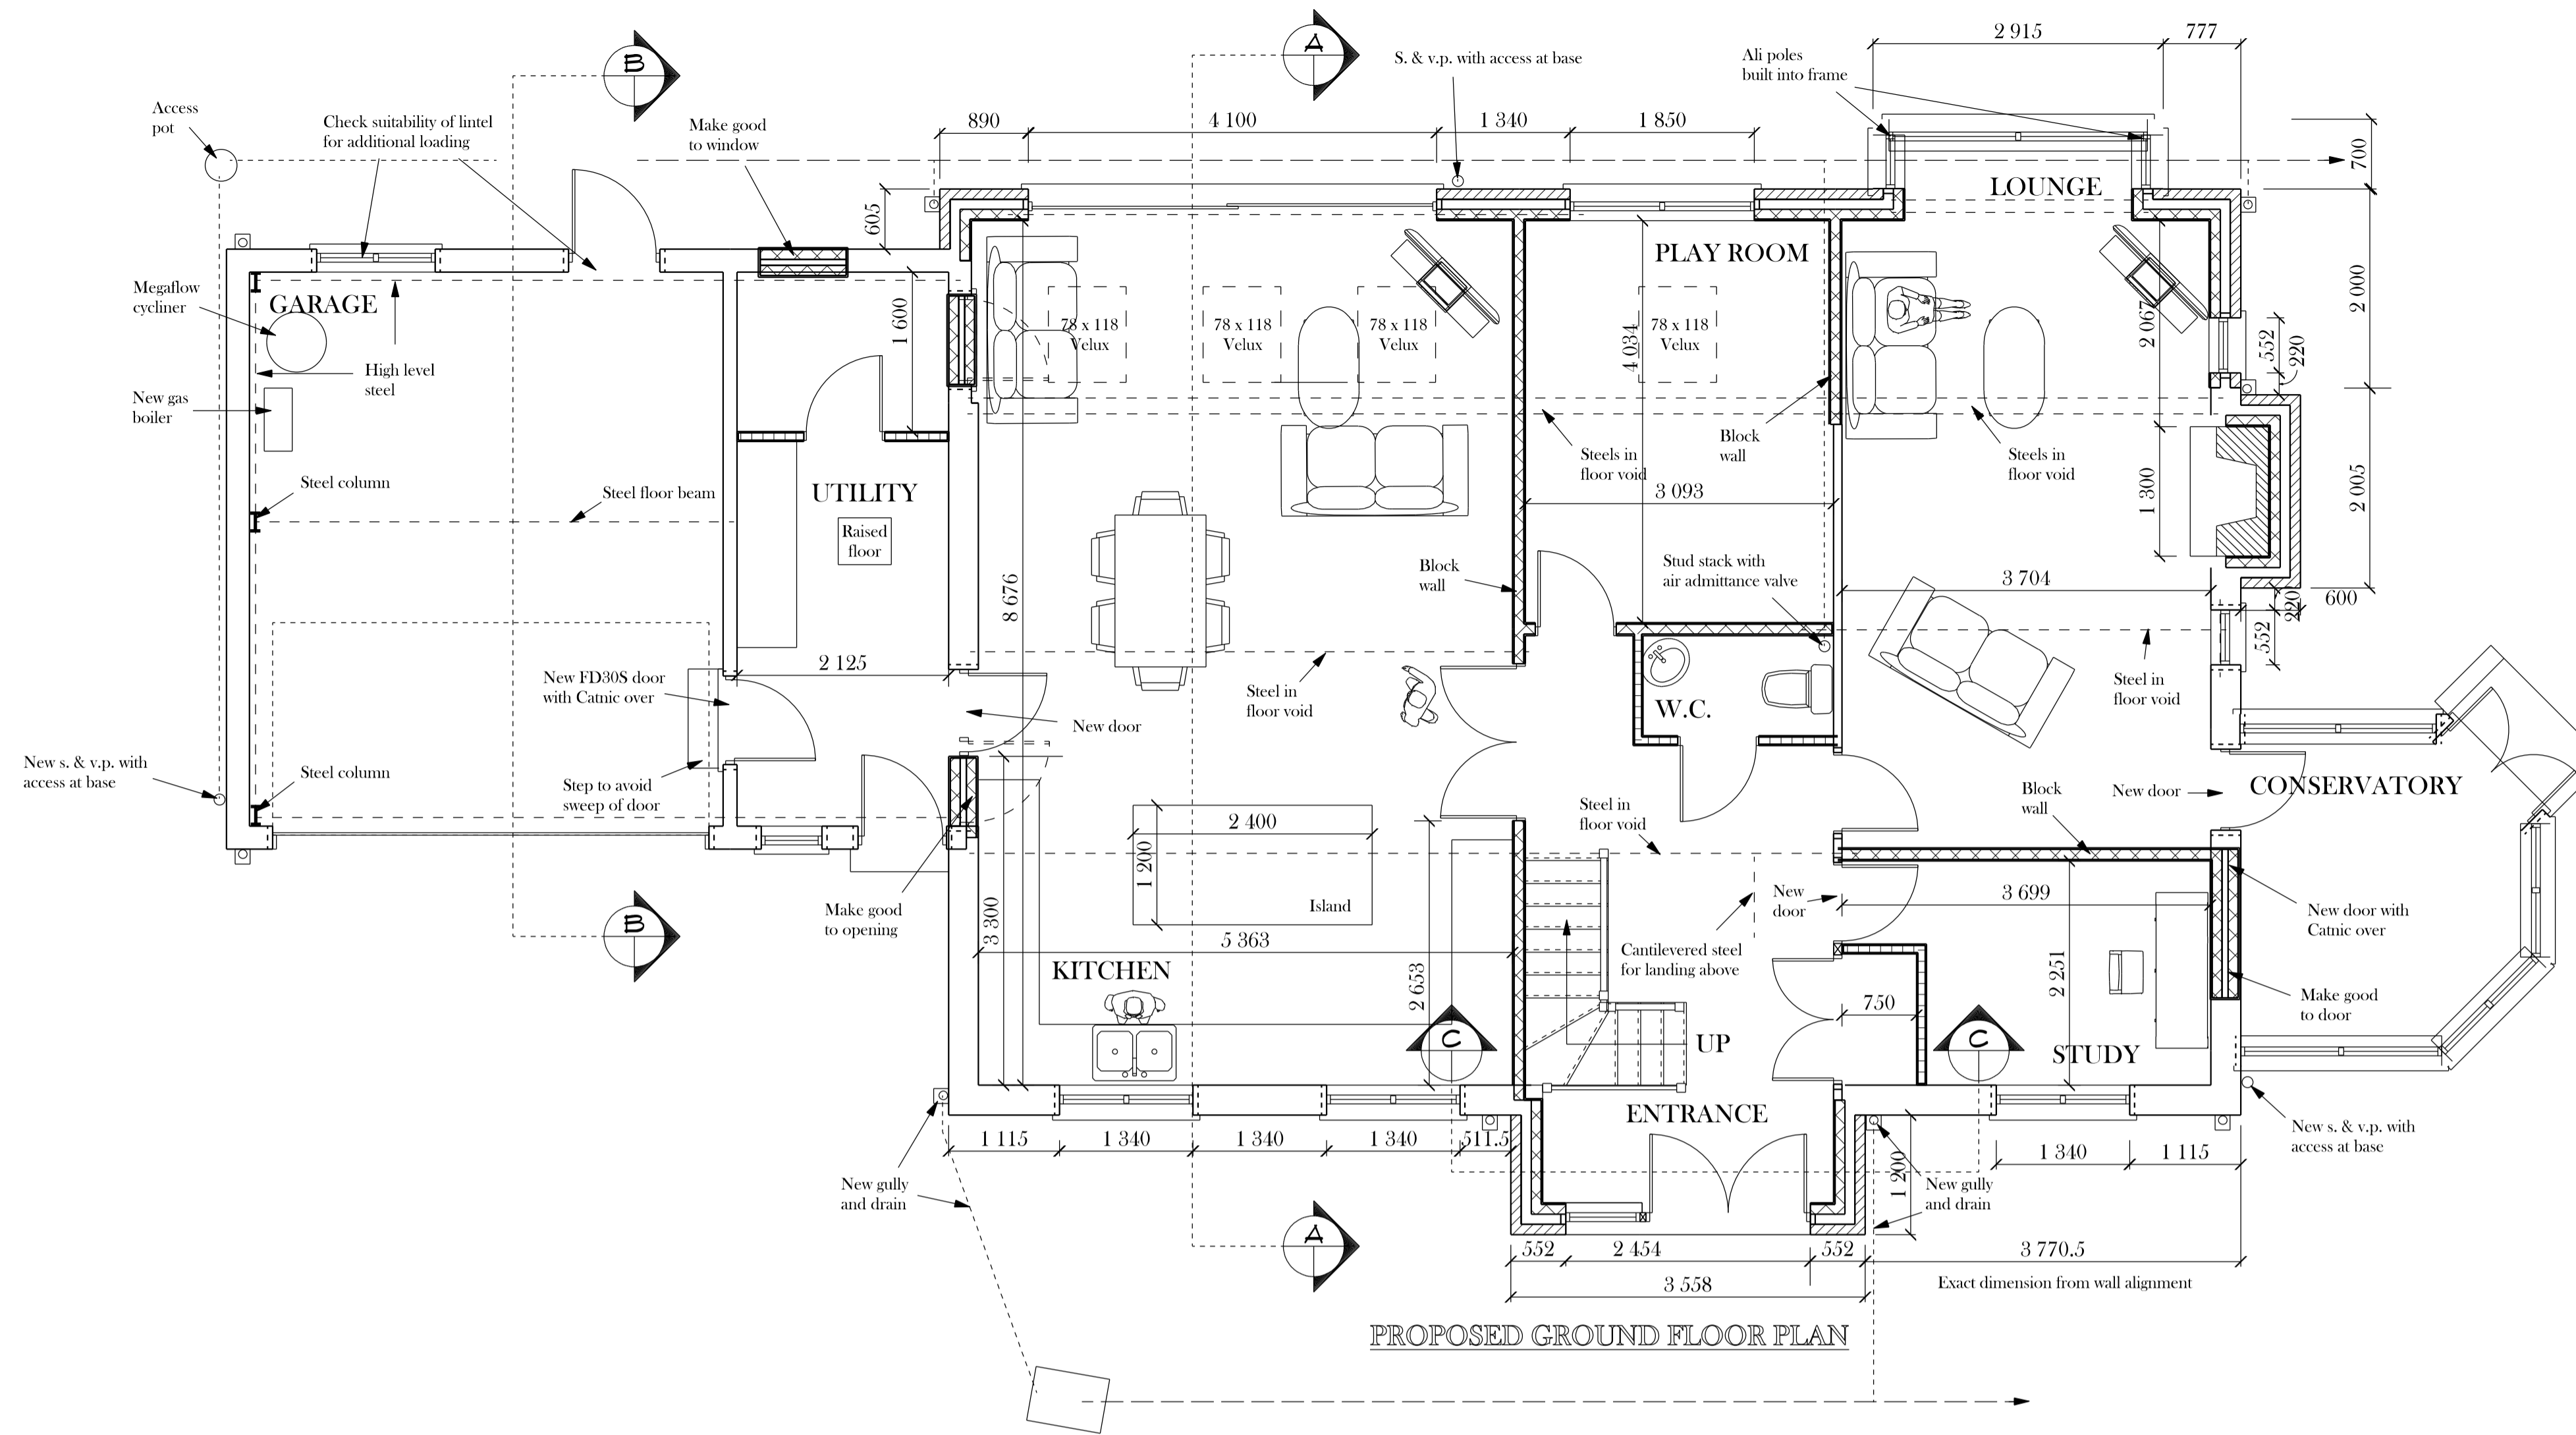 A
B
2 915
777
S. & v.p. with access at base
Ali poles
built into frame
Access
pot
Check suitability of lintel
for additional loading
Make good
to window
890
4 100
1 340
1 850
700
605
LOUNGE
PLAY ROOM
Megaflow
cycliner
GARAGE
1 600
78 x 118
Velux
78 x 118
Velux
78 x 118
Velux
4 034
78 x 118
Velux
2 067
2 000
552
220
High level
steel
New gas
boiler
Steel column
Steel floor beam
UTILITY
Raised
floor
Steels in
floor void
Block
wall
3 093
Steels in
floor void
1 300
2 005
8 676
Block
wall
Stud stack with
air admittance valve
3 704
220
600
552
2 125
New FD30S door
with Catnic over
Steel in
floor void
W.C.
Steel in
floor void
New door
New s. & v.p. with
access at base
Steel column
Step to avoid
sweep of door
Steel in
floor void
Block
wall
New door
CONSERVATORY
2 400
1 200
Island
Make good
to opening
3 300
5 363
KITCHEN
2 653
Cantilevered steel
for landing above
New
door
3 699
2 251
New door with
Catnic over
Make good
to door
750
B
C
C
UP
STUDY
ENTRANCE
1 115
1 340
1 340
1 340
511.5
1 340
1 115
New s. & v.p. with
access at base
New gully
and drain
1 200
New gully
and drain
A
552
2 454
552
3 770.5
3 558
Exact dimension from wall alignment
PROPOSED GROUND FLOOR PLAN